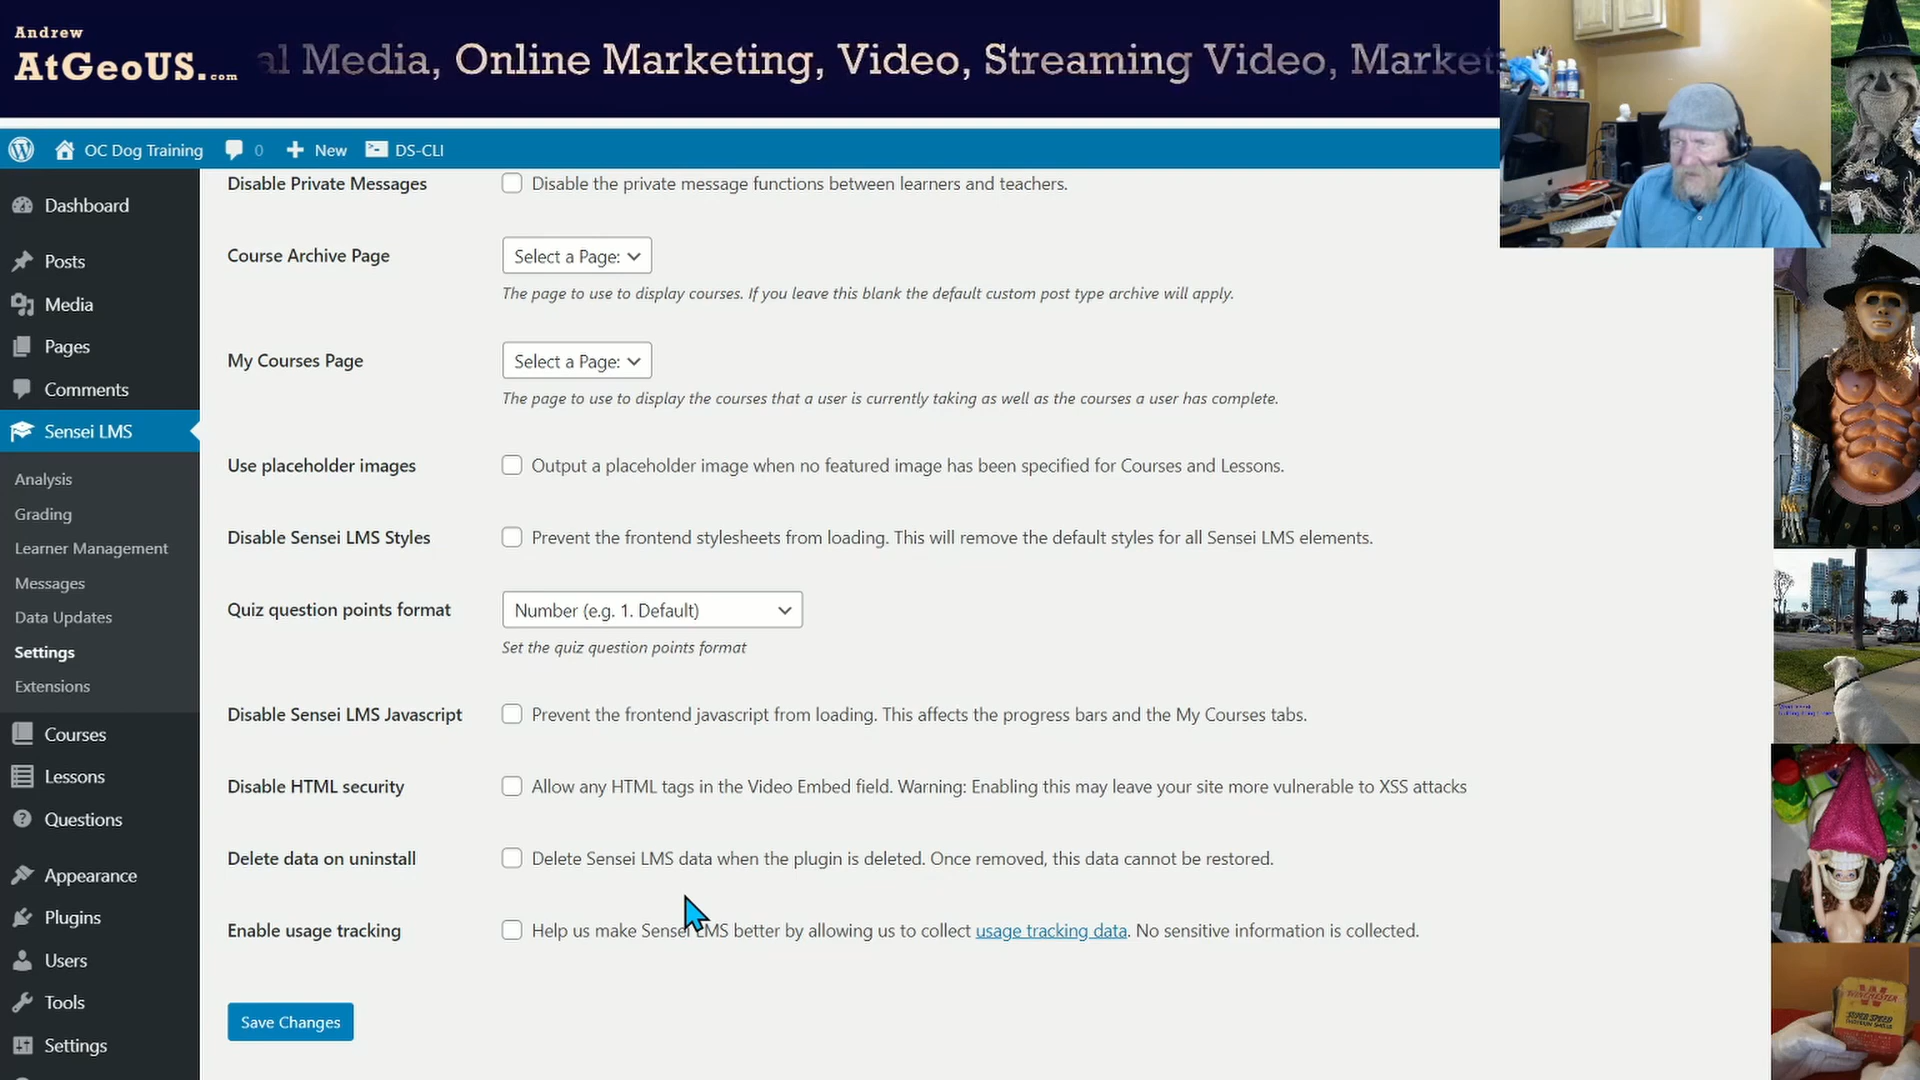 Andrew
AtGeoUS.com
al Media, Online Marketing, Video, Streaming Video, Market
OC Dog Training
0
New
DS-CLI
Dashboard
Posts
Media
Pages
Comments
Sensei LMS
Analysis
Grading
Learner Management
Messages
Data Updates
Settings
Extensions
Courses
Lessons
Questions
Appearance
Plugins
Users
Tools
Settings
Disable Private Messages
Disable the private message functions between learners and teachers.
Course Archive Page
Select a Page:
The page to use to display courses. If you leave this blank the default custom post type archive will apply.
My Courses Page
Select a Page:
The page to use to display the courses that a user is currently taking as well as the courses a user has complete.
Use placeholder images
Output a placeholder image when no featured image has been specified for Courses and Lessons.
Disable Sensei LMS Styles
Prevent the frontend stylesheets from loading. This will remove the default styles for all Sensei LMS elements.
Quiz question points format
Number (e.g. 1. Default)
Set the quiz question points format
Disable Sensei LMS Javascript
Prevent the frontend javascript from loading. This affects the progress bars and the My Courses tabs.
Disable HTML security
Allow any HTML tags in the Video Embed field. Warning: Enabling this may leave your site more vulnerable to XSS attacks
Delete data on uninstall
Delete Sensei LMS data when the plugin is deleted. Once removed, this data cannot be restored.
Enable usage tracking
Help us make Sensei LMS better by allowing us to collect usage tracking data. No sensitive information is collected.
Save Changes
WINCHESTER
SUPER SPEED